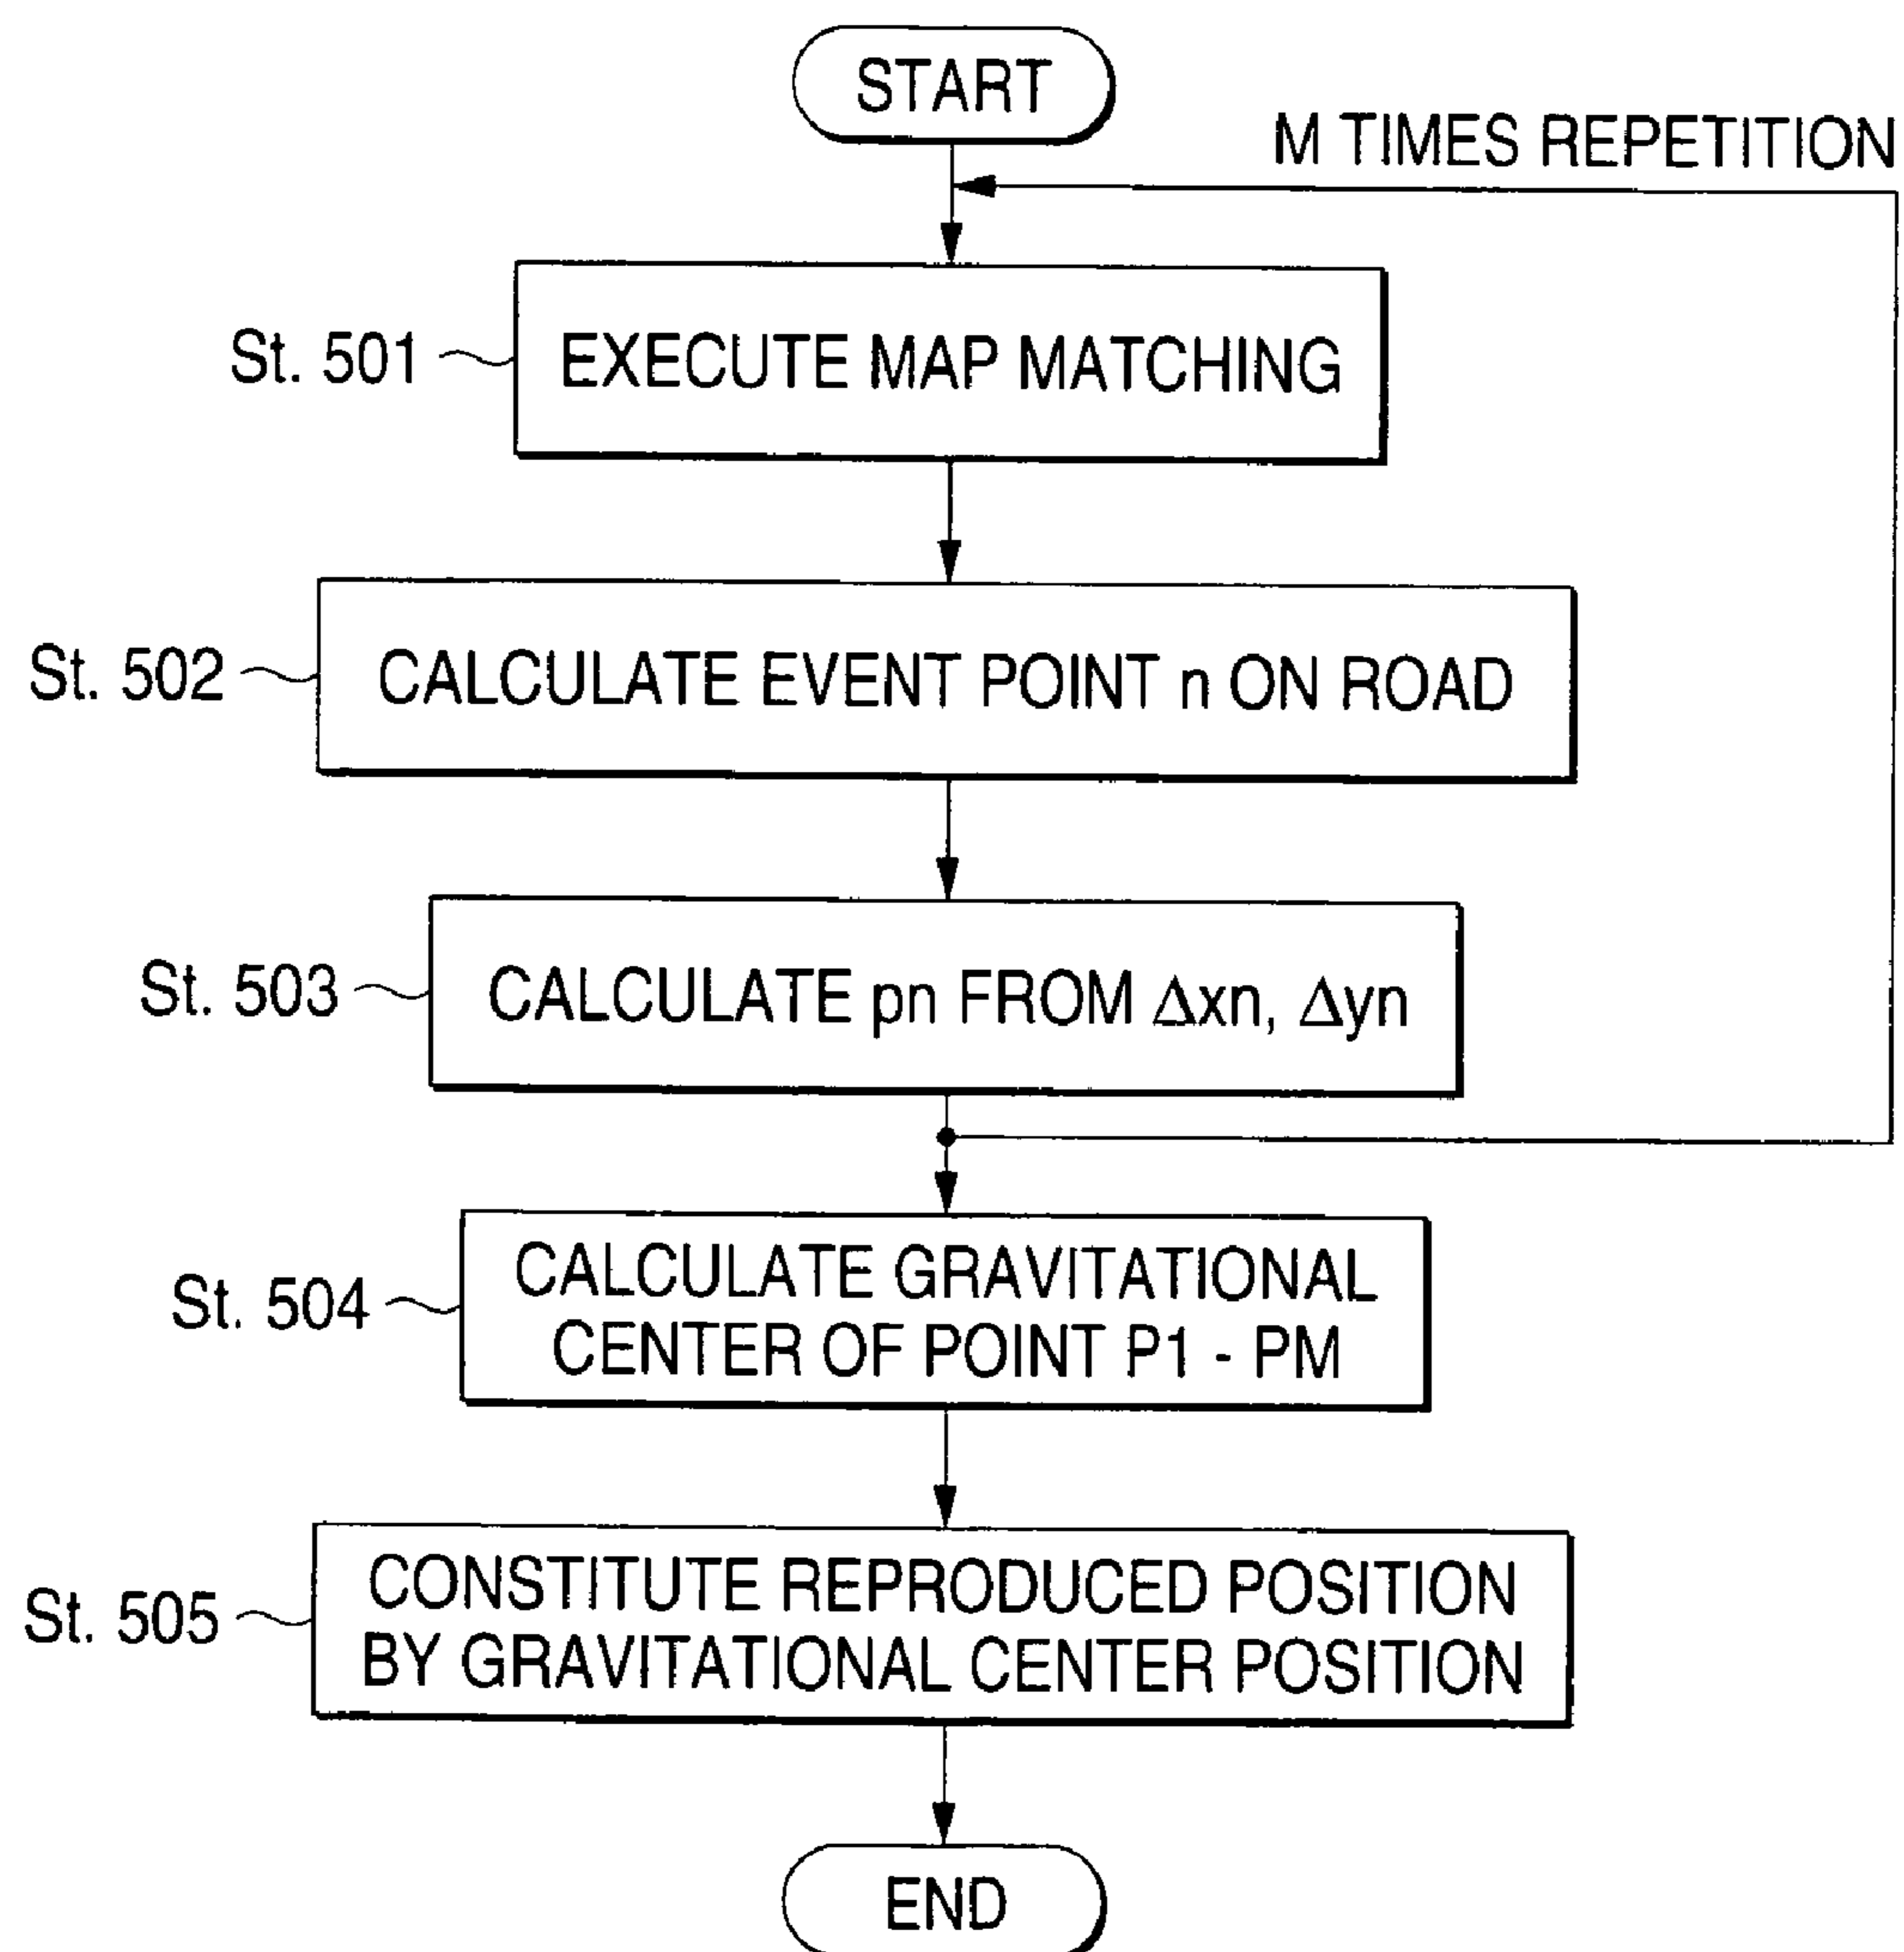 START
M TIMES REPETITION
St. 501
EXECUTE MAP MATCHING
St. 502
CALCULATE EVENT POINT n ON ROAD
St. 503
CALCULATE pn FROM Δxn, Δyn
St. 504
CALCULATE GRAVITATIONAL
CENTER OF POINT P1 - PM
St. 505
CONSTITUTE REPRODUCED POSITION
BY GRAVITATIONAL CENTER POSITION
END